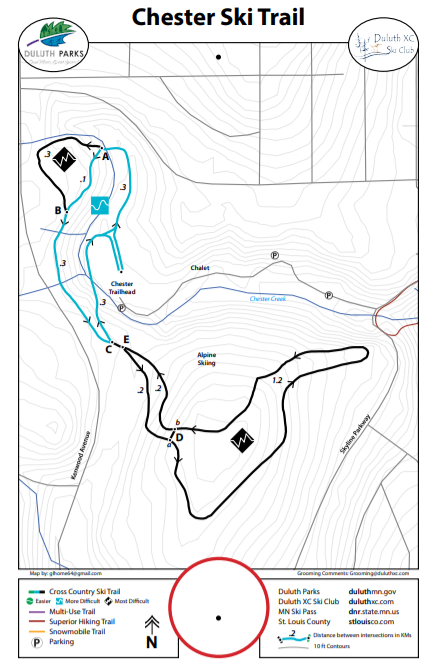 Chester Ski Trail
DULUTH PARKS
Duluth XC
Ski Club
.3
A
.1
.3
B
.3
Chester
Trailhead
P
Chalet
P
P
Chester Creek
.3
C
E
Alpine
Skiing
.2
.2
1.2
b
D
a
Kenwood Avenue
Skyline Parkway
Map by: glhome64@gmail.com
Grooming Comments: Grooming@duluthxc.com
Cross Country Ski Trail
Easier More Difficult Most Difficult
Multi-Use Trail
Superior Hiking Trail
Snowmobile Trail
P Parking
N
Duluth Parks duluthmn.gov
Duluth XC Ski Club duluthxc.com
MN Ski Pass dnr.state.mn.us
St. Louis County stlouisco.com
.2 Distance between intersections in KMs
10 ft Contours